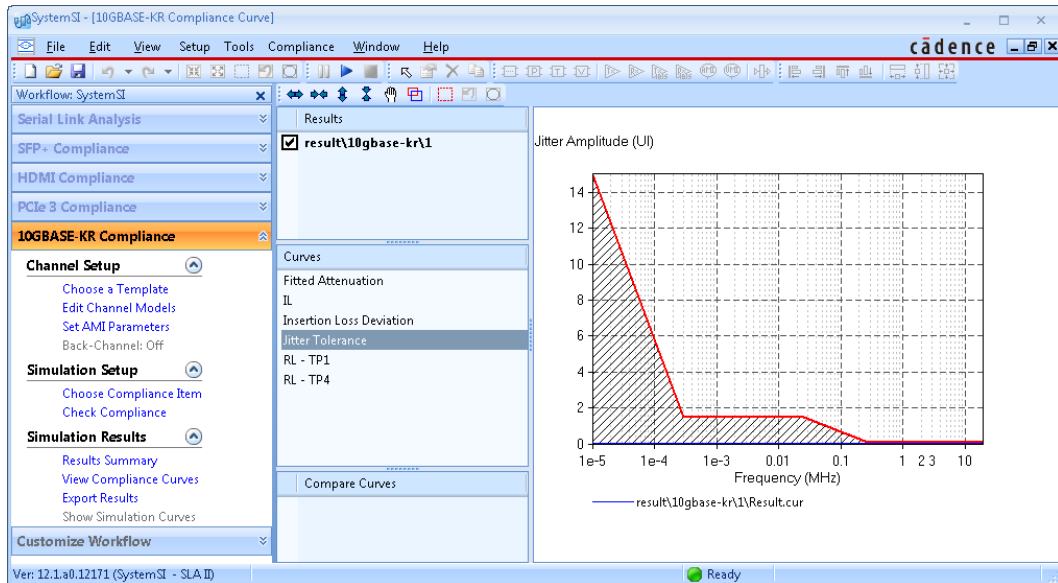 SystemSI - [10GBASE-KR Compliance Curve]
File Edit View Setup Tools Compliance Window Help
cādence
Workflow: SystemSI
Serial Link Analysis
SFP+ Compliance
HDMI Compliance
PCIe 3 Compliance
10GBASE-KR Compliance
Channel Setup
Choose a Template
Edit Channel Models
Set AMI Parameters
Back-Channel: Off
Simulation Setup
Choose Compliance Item
Check Compliance
Simulation Results
Results Summary
View Compliance Curves
Export Results
Show Simulation Curves
Customize Workflow
Results
result\10gbase-kr\1
Curves
Fitted Attenuation
IL
Insertion Loss Deviation
Jitter Tolerance
RL - TP1
RL - TP4
Compare Curves
Jitter Amplitude (UI)
14
12
10
8
6
4
2
0
1e-5 1e-4 1e-3 0.01 0.1 1 2 3 10
Frequency (MHz)
result\10gbase-kr\1\Result.cur
Ver: 12.1.a0.12171 (SystemSI - SLA II)
Ready